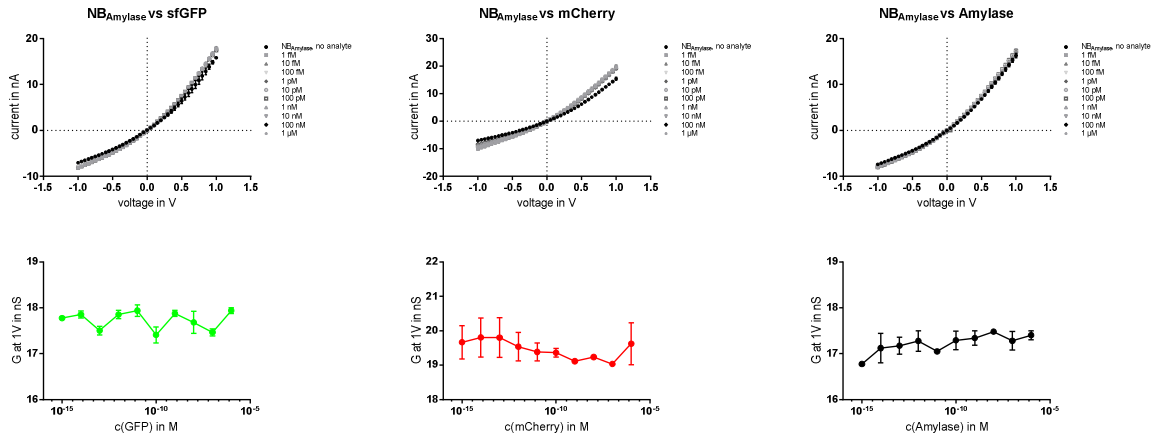 NBAmylase vs sfGFP
current in nA
20
10
0
-10
-1.5 -1.0 -0.5 0.0 0.5 1.0 1.5
voltage in V
NBAmylase, no analyte
1 fM
10 fM
100 fM
1 pM
10 pM
100 pM
1 nM
10 nM
100 nM
1 µM
NBAmylase vs mCherry
current in nA
30
20
10
0
-10
-20
-1.5 -1.0 -0.5 0.0 0.5 1.0 1.5
voltage in V
NBAmylase, no analyte
1 fM
10 fM
100 fM
1 pM
10 pM
100 pM
1 nM
10 nM
100 nM
1 µM
NBAmylase vs Amylase
current in nA
20
10
0
-10
-1.5 -1.0 -0.5 0.0 0.5 1.0 1.5
voltage in V
NBAmylase, no analyte
1 fM
10 fM
100 fM
1 pM
10 pM
100 pM
1 nM
10 nM
100 nM
1 µM
G at 1V in nS
19
18
17
16
10-15 10-10 10-5
c(GFP) in M
G at 1V in nS
22
21
20
19
18
10-15 10-10 10-5
c(mCherry) in M
G at 1V in nS
19
18
17
16
10-15 10-10 10-5
c(Amylase) in M